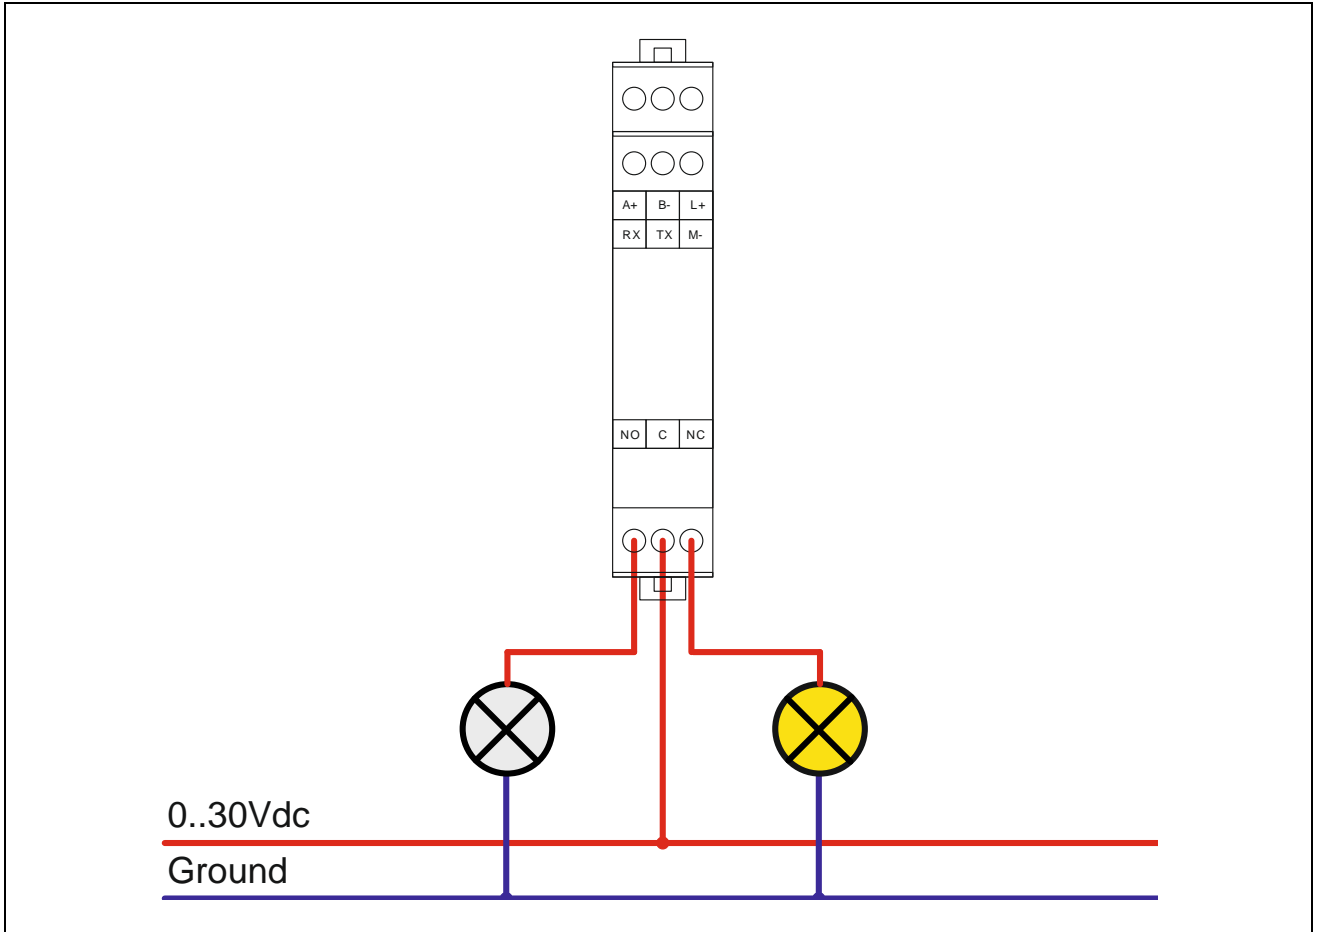 A+ B- L+
RX TX M-
NO C NC
0..30Vdc
Ground